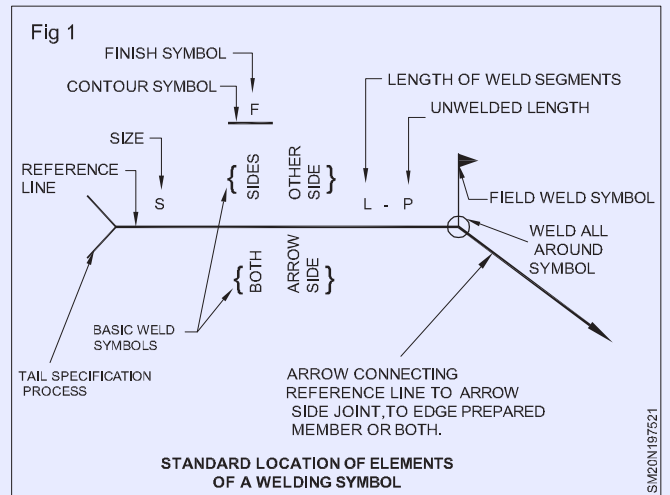 Fig 1
FINISH SYMBOL
CONTOUR SYMBOL
F
LENGTH OF WELD SEGMENTS
UNWELDED LENGTH
SIZE
REFERENCE
LINE
S
{ SIDES
OTHER
SIDE }
L - P
FIELD WELD SYMBOL
WELD ALL
AROUND
SYMBOL
{ BOTH
ARROW
SIDE }
BASIC WELD
SYMBOLS
TAIL SPECIFICATION
PROCESS
ARROW CONNECTING
REFERENCE LINE TO ARROW
SIDE JOINT,TO EDGE PREPARED
MEMBER OR BOTH.
STANDARD LOCATION OF ELEMENTS
OF A WELDING SYMBOL
SM20N197521